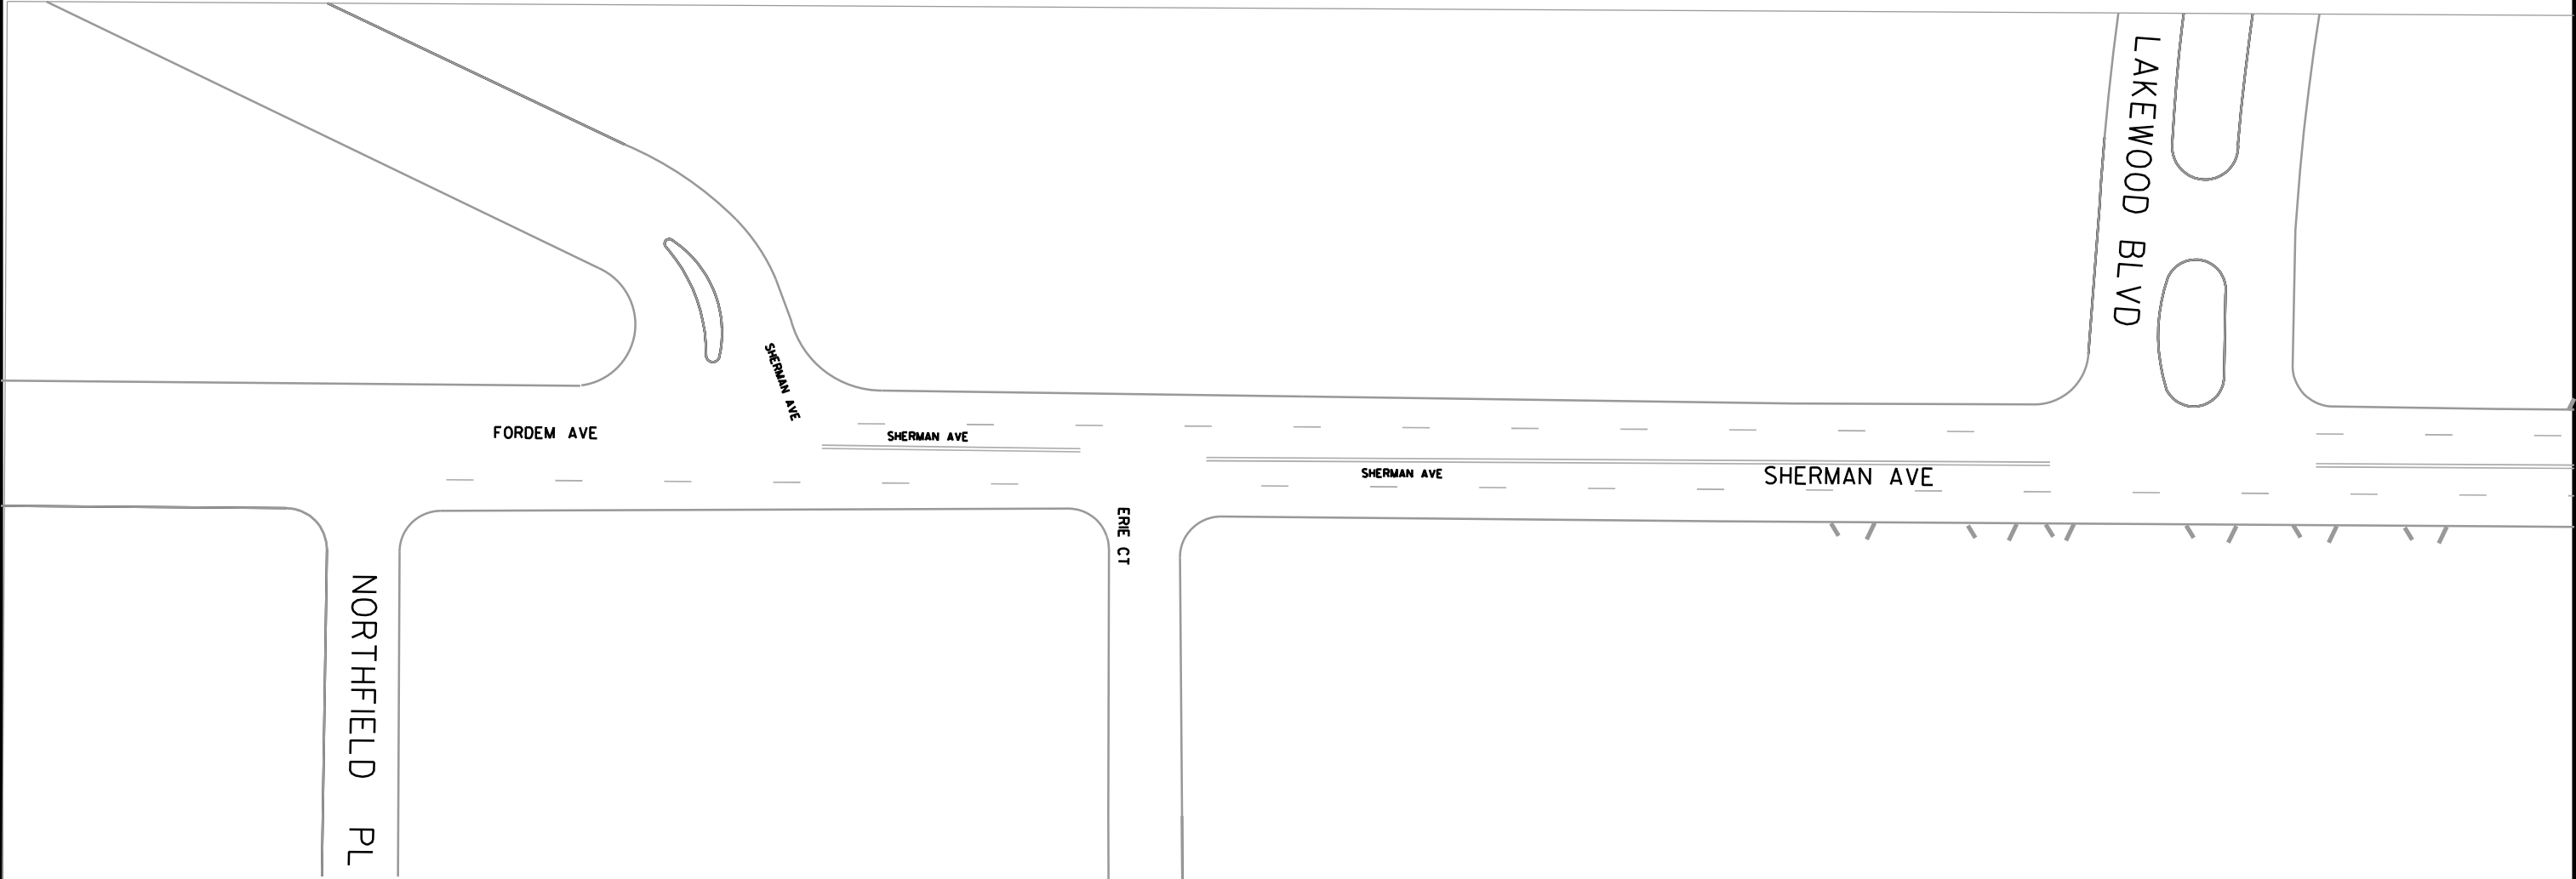 LAKEWOOD BLVD
SHERMAN AVE
FORDEM AVE
SHERMAN AVE
SHERMAN AVE
SHERMAN AVE
ERIE CT
NORTHFIELD PL